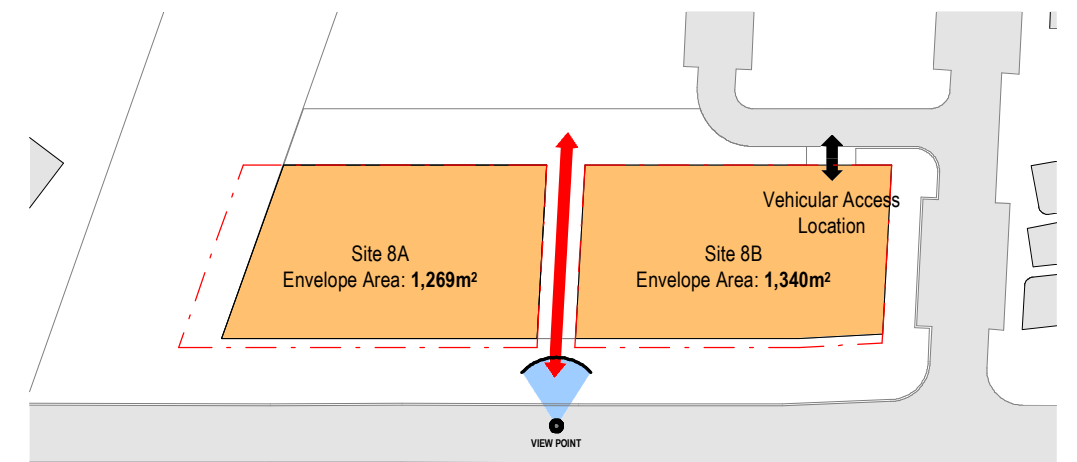 Vehicular Access
Location
Site 8A
Envelope Area: 1,269m²
Site 8B
Envelope Area: 1,340m²
VIEW POINT